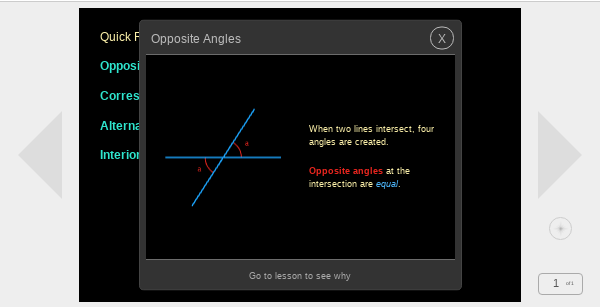 Quick
Opposite Angles
X
Opposi
Corres
Alterna
Interior
a
a
When two lines intersect, four
angles are created.
Opposite angles at the
intersection are equal.
Go to lesson to see why
1 of 1